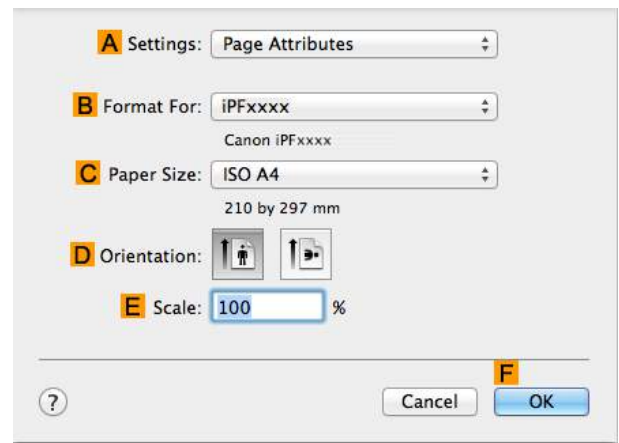 A Settings: Page Attributes
B Format For: iPFxxxx
Canon iPFxxxx
C Paper Size: ISO A4
210 by 297 mm
D Orientation:
E Scale: 100 %
F
? Cancel OK